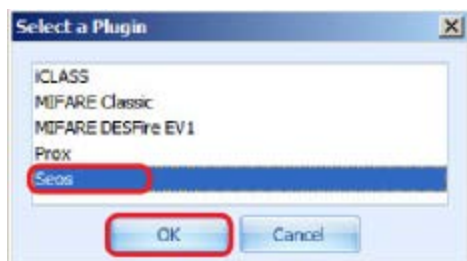 Select a Plugin
iCLASS
MIFARE Classic
MIFARE DESFire EV1
Prox
Seos
OK Cancel